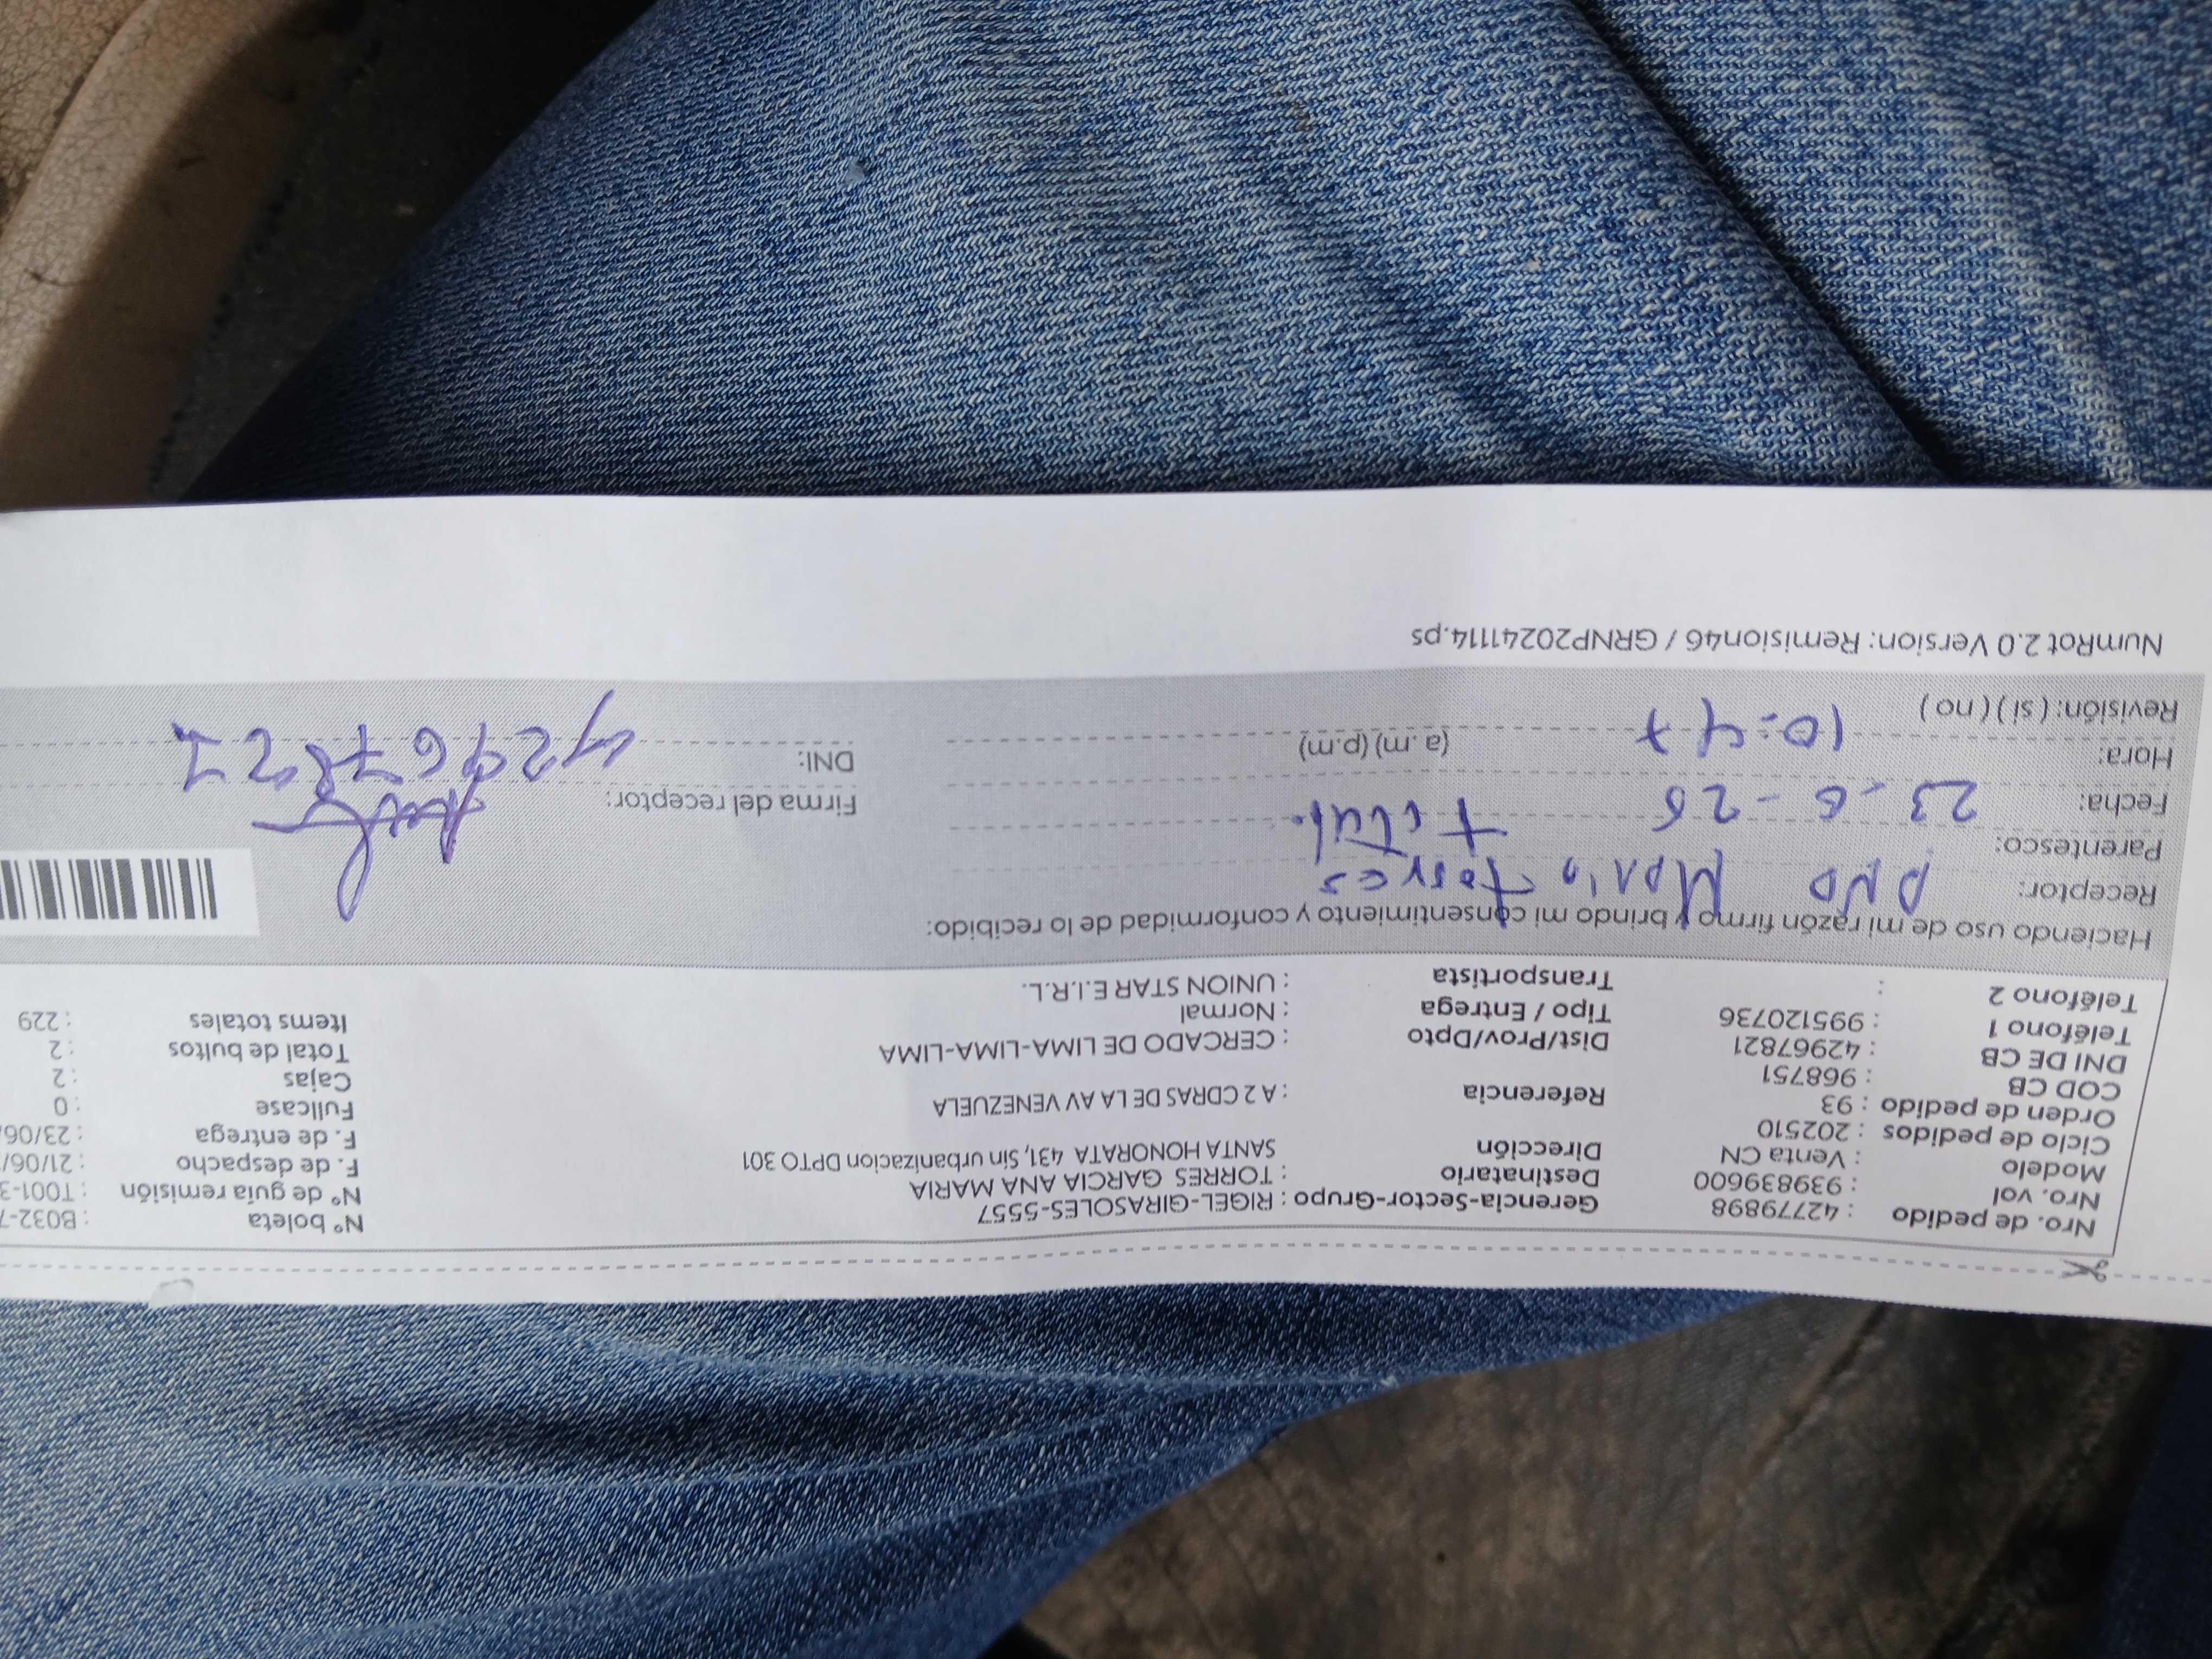 Nro. de pedido : 42779898 Gerencia-Sector-Grupo : RIGEL-GIRASOLES-5557 N° boleta : B032-7
Nro. vol : 939839600 Destinatario : TORRES GARCIA ANA MARIA N° de guía remisión : T001-3
Modelo : Venta CN Dirección SANTA HONORATA 431, Sin urbanizacion DPTO 301 F. de despacho : 21/06/
Ciclo de pedidos : 202510 F. de entrega : 23/06/
Orden de pedido : 93 Referencia : A 2 CDRAS DE LA AV VENEZUELA Fullcase : 0
COD CB : 968751 Cajas : 2
DNI DE CB : 42967821 Dist/Prov/Dpto : CERCADO DE LIMA-LIMA-LIMA Total de bultos : 2
Teléfono 1 : 995120736 Tipo / Entrega : Normal Items totales : 229
Teléfono 2 : Transportista : UNION STAR E.I.R.L.
Haciendo uso de mi razón firmo y brindo mi consentimiento y conformidad de lo recibido:
Receptor: Torres
Parentesco:
Fecha: 23-6-25 Firma del receptor:
Hora: 10:47 (a.m) (p.m) DNI: 42967821
Revisión: ( si ) ( no )
NumRot 2.0 Version: Remision46 / GRNP20241114.ps